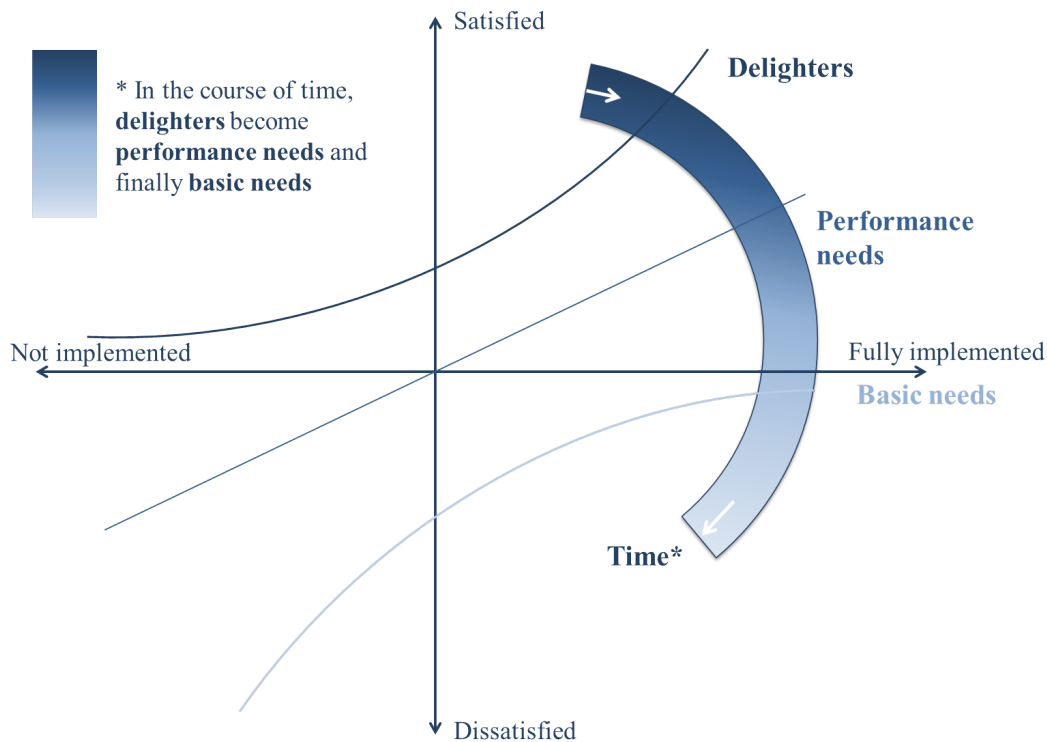 Satisfied
Delighters
* In the course of time,
delighters become
performance needs and
finally basic needs
Performance
needs
Not implemented
Fully implemented
Basic needs
Time*
Dissatisfied